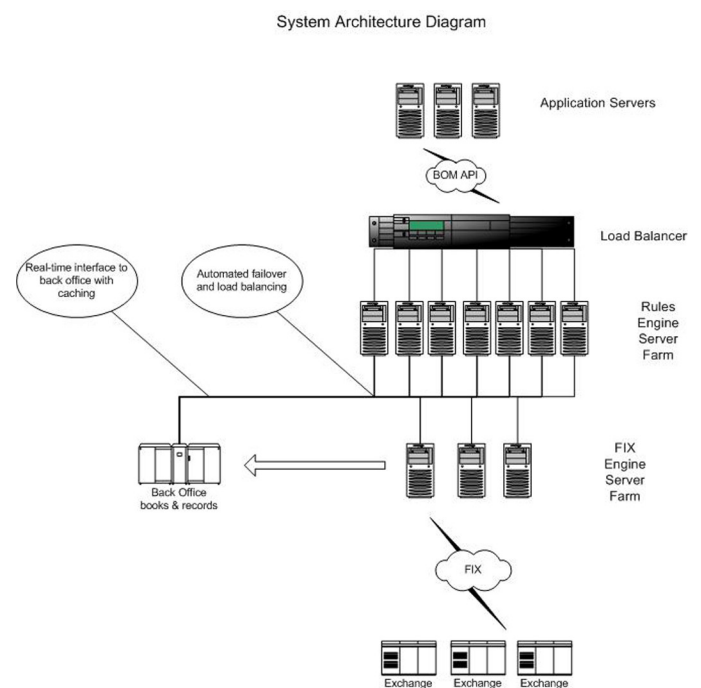 System Architecture Diagram
Application Servers
BOM API
Load Balancer
Real-time interface to
back office with
caching
Automated failover
and load balancing
Rules
Engine
Server
Farm
FIX
Engine
Server
Farm
Back Office
books & records
FIX
Exchange
Exchange
Exchange